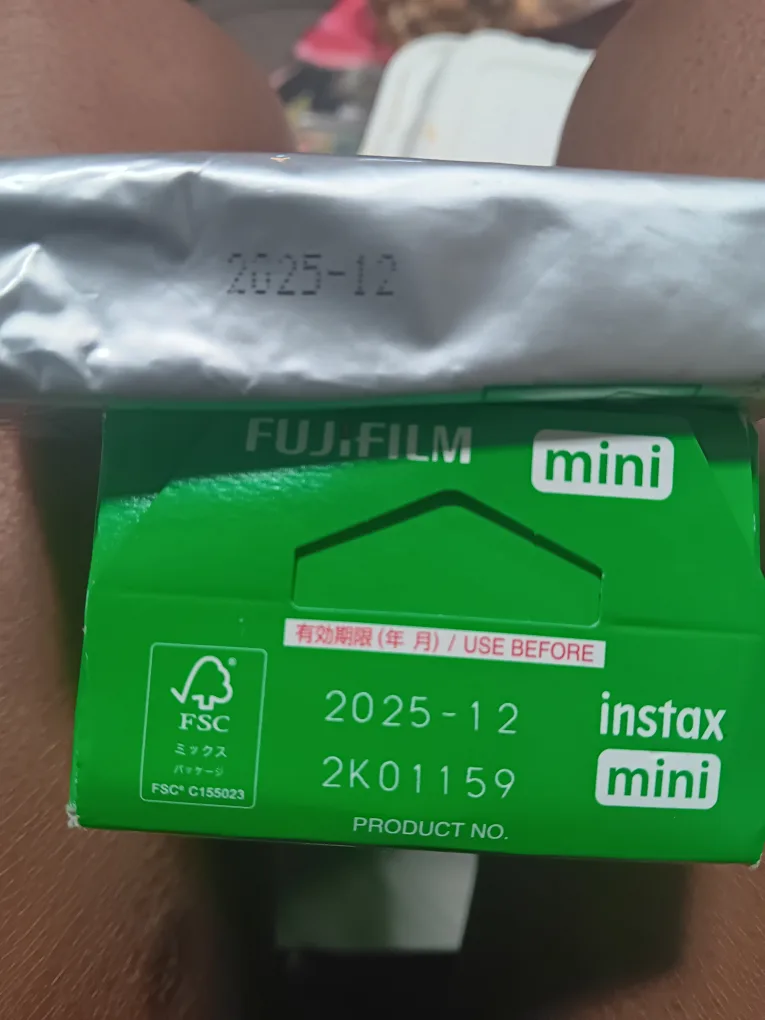 2025-12
FUJIFILM
mini
有効期限 (年 月) / USE BEFORE
FSC®
ミックス
パッケージ
FSC® C155023
2025-12
2K01159
PRODUCT NO.
instax
mini